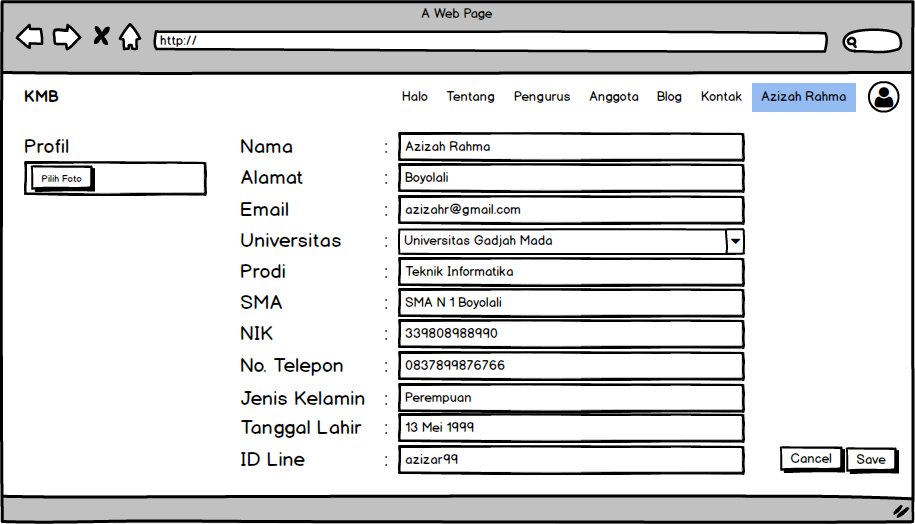 A Web Page
http://
KMB Halo Tentang Pengurus Anggota Blog Kontak Azizah Rahma
Profil
Pilih Foto
Nama : Azizah Rahma
Alamat : Boyolali
Email : azizahr@gmail.com
Universitas : Universitas Gadjah Mada
Prodi : Teknik Informatika
SMA : SMA N 1 Boyolali
NIK : 339808988990
No. Telepon : 0837899876766
Jenis Kelamin : Perempuan
Tanggal Lahir : 13 Mei 1999
ID Line : azizar99
Cancel Save